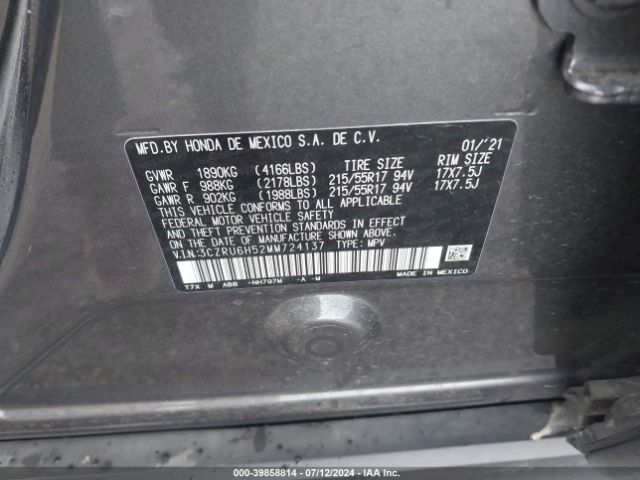 MFD.BY HONDA DE MEXICO S.A. DE C.V. 01/'21
GVWR 1890KG (4166LBS) TIRE SIZE RIM SIZE
GAWR F 988KG (2178LBS) 215/55R17 94V 17X7.5J
GAWR R 902KG (1988LBS) 215/55R17 94V 17X7.5J
THIS VEHICLE CONFORMS TO ALL APPLICABLE
FEDERAL MOTOR VEHICLE SAFETY
THEFT PREVENTION STANDARDS IN EFFECT ON THE DATE OF MANUFACTURE SHOWN ABOVE.
V.I.N.:3CZRU6H52MM724137 TYPE: MPV
MADE IN MEXICO
T7X M ABB -NH797M -A -M
000-39858814 - 07/12/2024 - IAA Inc.